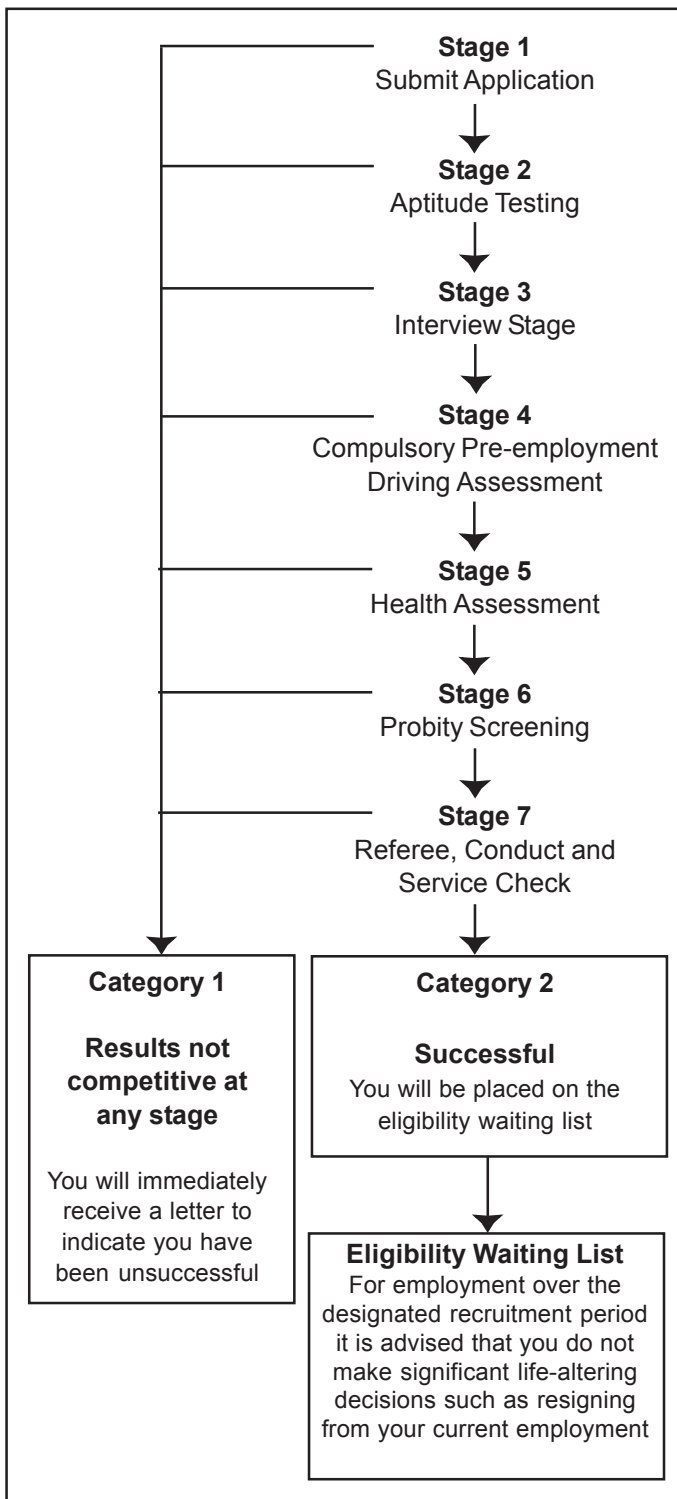 Stage 1
Submit Application
Stage 2
Aptitude Testing
Stage 3
Interview Stage
Stage 4
Compulsory Pre-employment
Driving Assessment
Stage 5
Health Assessment
Stage 6
Probity Screening
Stage 7
Referee, Conduct and
Service Check
Category 1
Results not
competitive at
any stage
You will immediately
receive a letter to
indicate you have
been unsuccessful
Category 2
Successful
You will be placed on the
eligibility waiting list
Eligibility Waiting List
For employment over the
designated recruitment period
it is advised that you do not
make significant life-altering
decisions such as resigning
from your current employment